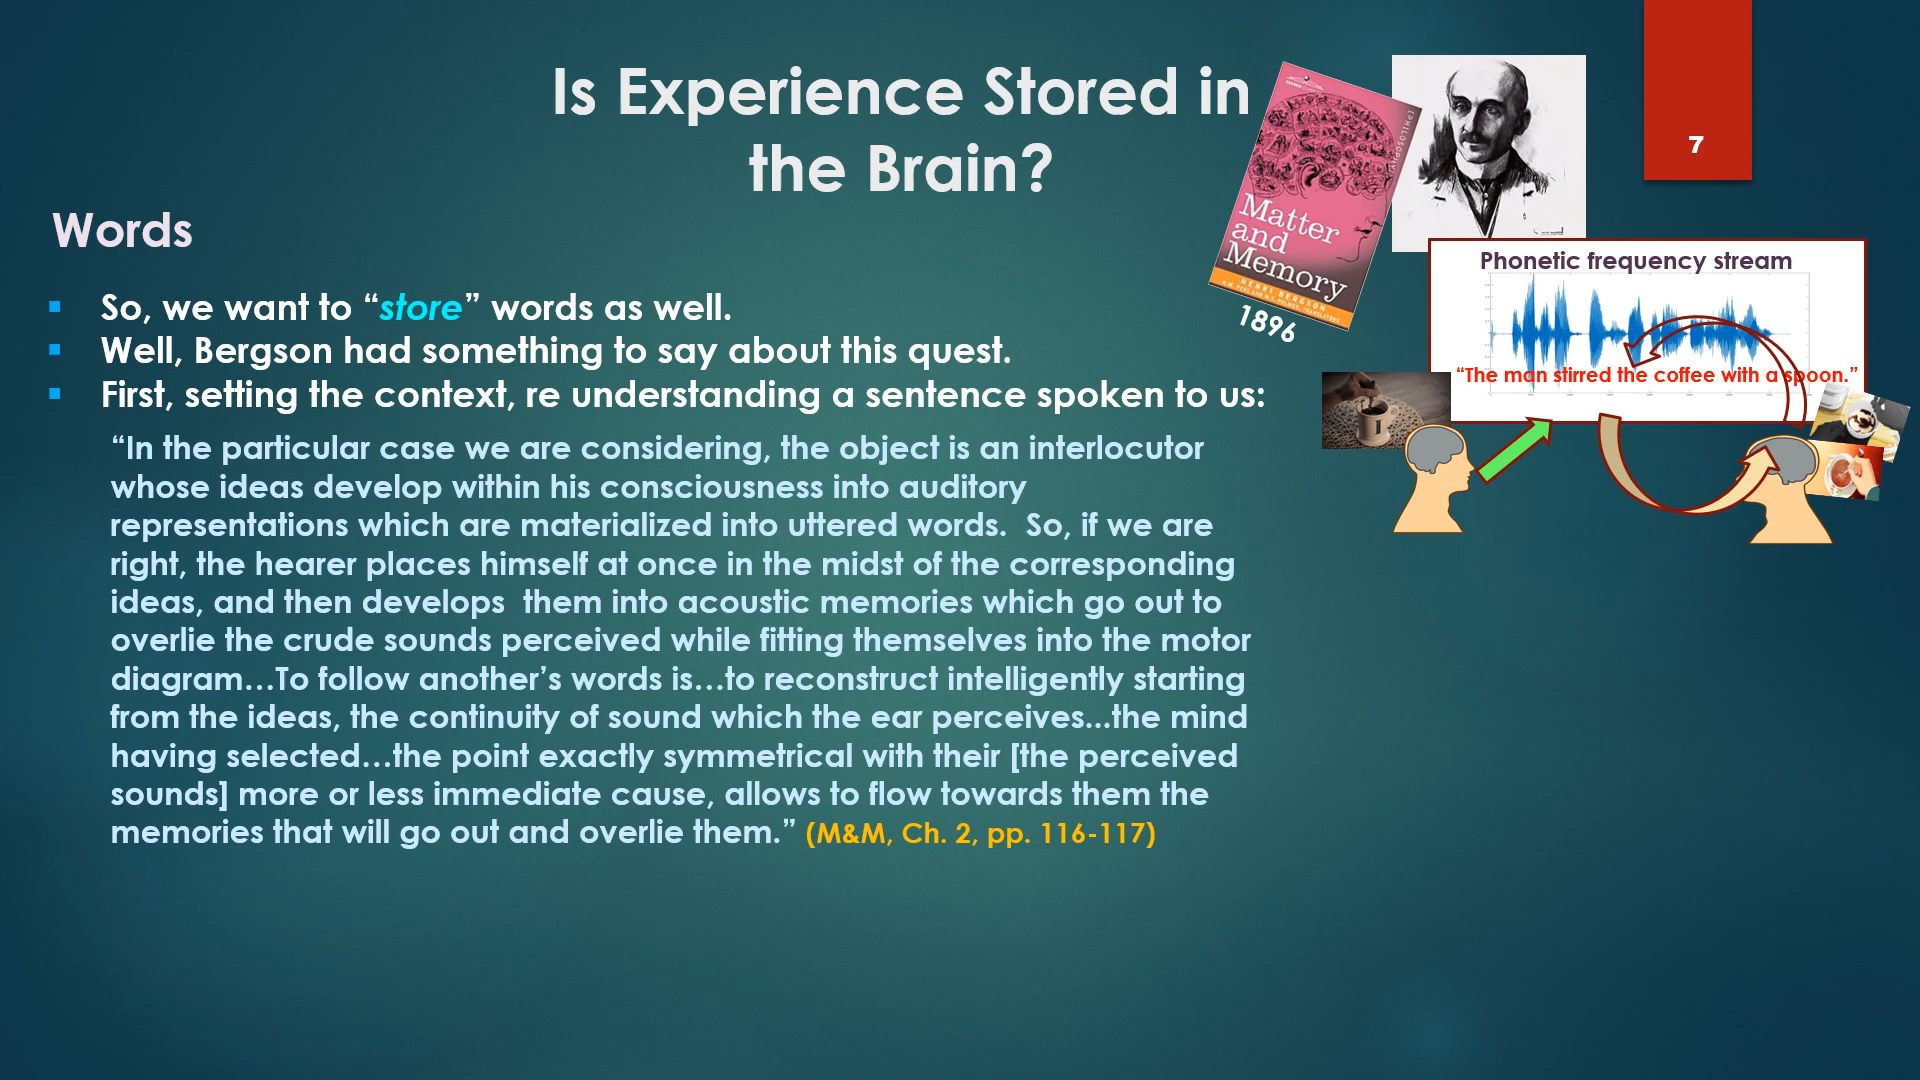 Is Experience Stored in
the Brain?
7
Words
Matter
and
Memory
HENRI BERGSON
PHILOSOPHY
1896
▪ So, we want to “store” words as well.
▪ Well, Bergson had something to say about this quest.
▪ First, setting the context, re understanding a sentence spoken to us:
“In the particular case we are considering, the object is an interlocutor
whose ideas develop within his consciousness into auditory
representations which are materialized into uttered words.  So, if we are
right, the hearer places himself at once in the midst of the corresponding
ideas, and then develops  them into acoustic memories which go out to
overlie the crude sounds perceived while fitting themselves into the motor
diagram…To follow another’s words is…to reconstruct intelligently starting
from the ideas, the continuity of sound which the ear perceives...the mind
having selected…the point exactly symmetrical with their [the perceived
sounds] more or less immediate cause, allows to flow towards them the
memories that will go out and overlie them.” (M&M, Ch. 2, pp. 116-117)
Phonetic frequency stream
“The man stirred the coffee with a spoon.”